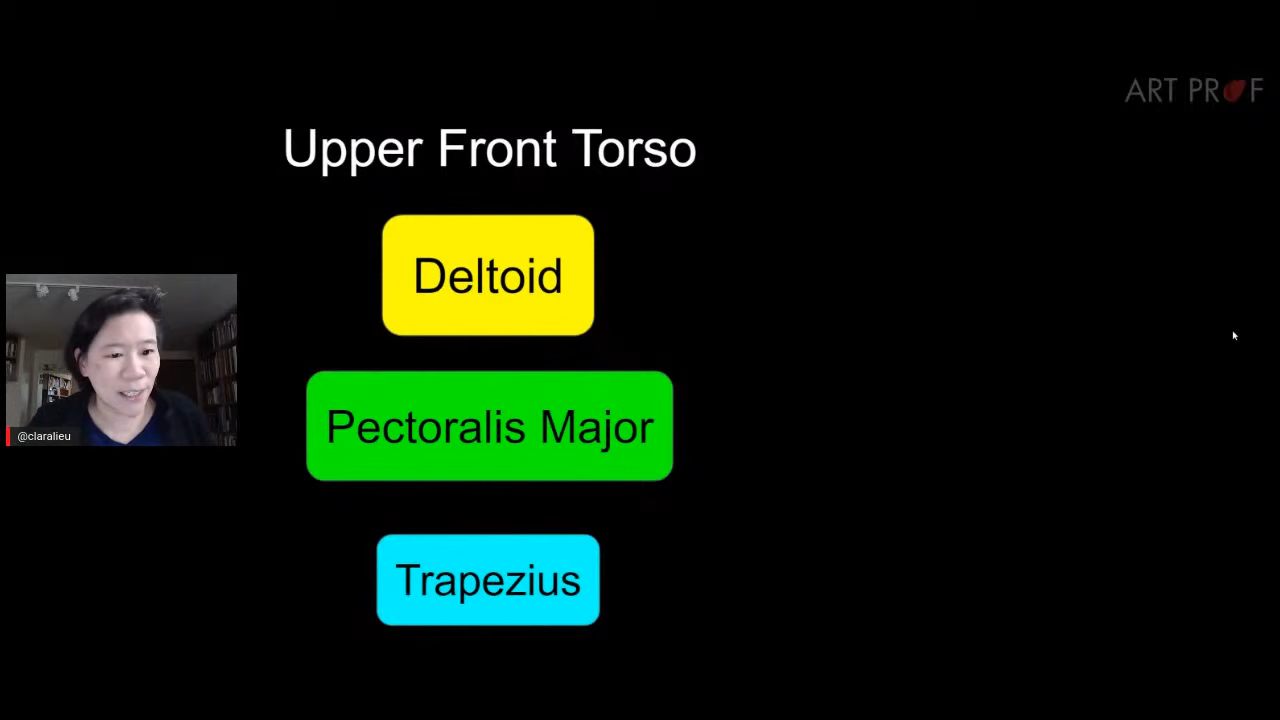 ART PROF
Upper Front Torso
Deltoid
Pectoralis Major
Trapezius
@claralieu